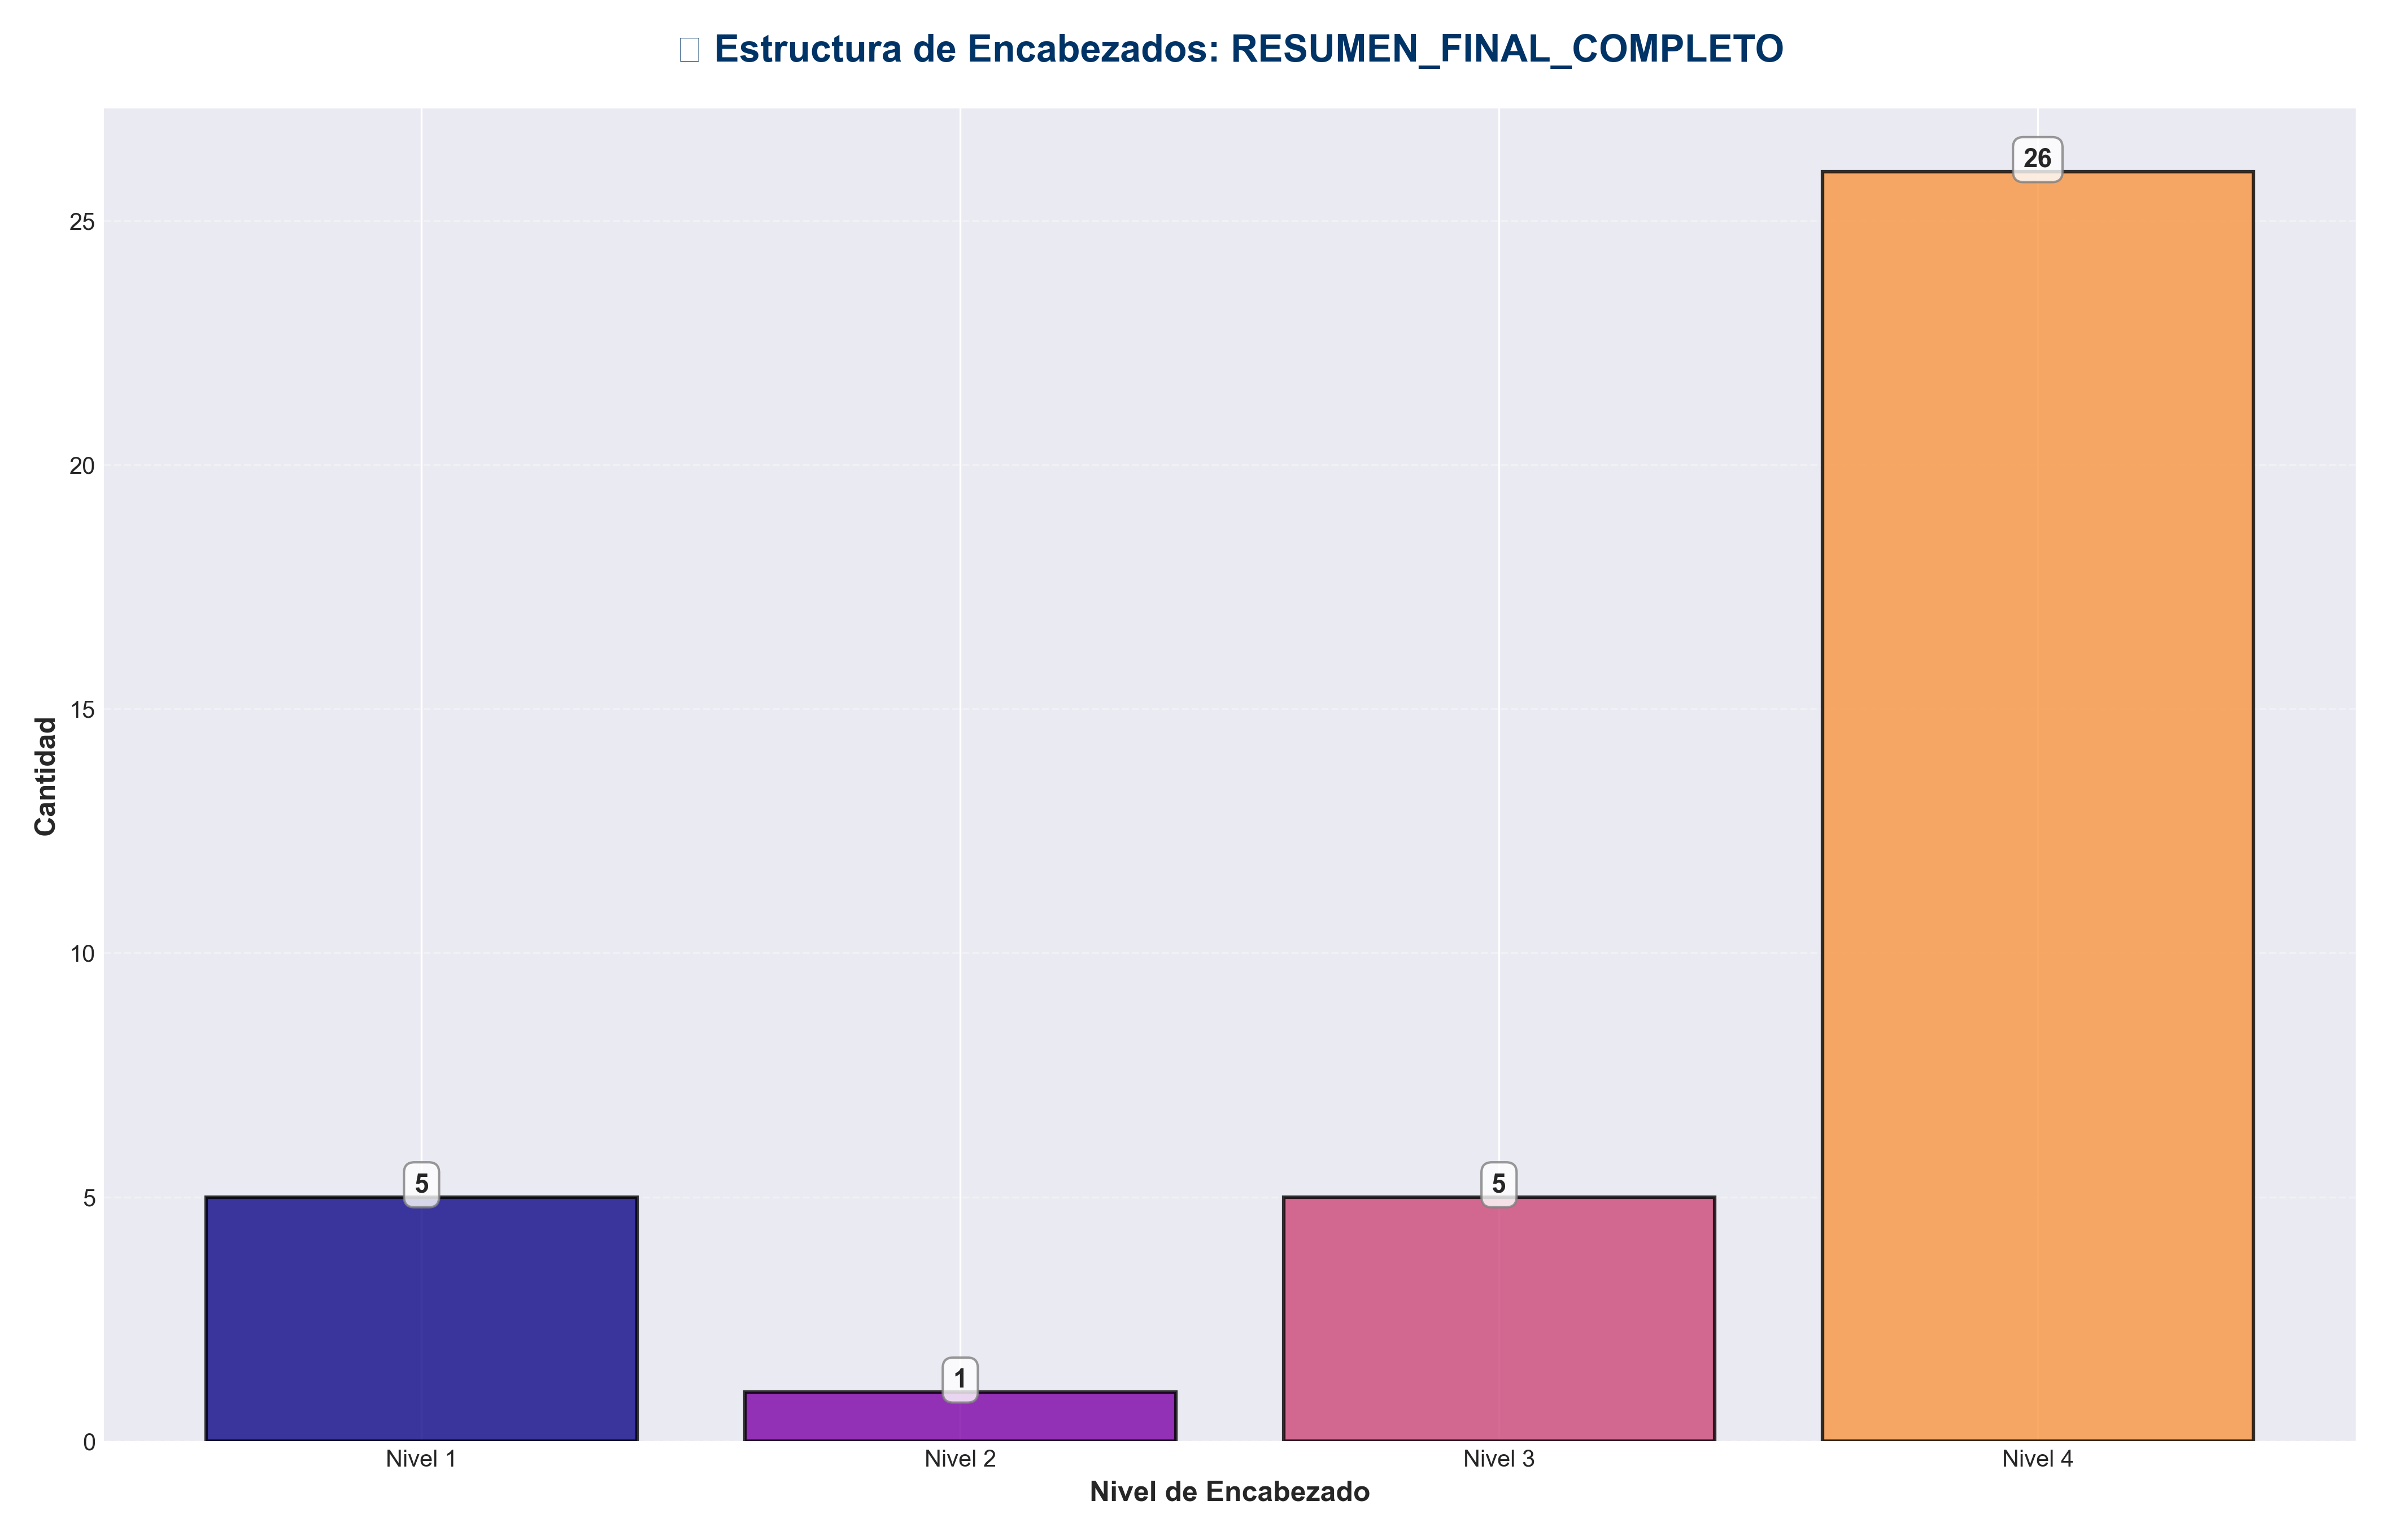 Estructura de Encabezados: RESUMEN_FINAL_COMPLETO
Cantidad
25
20
15
10
5
0
5
1
5
26
Nivel 1
Nivel 2
Nivel 3
Nivel 4
Nivel de Encabezado